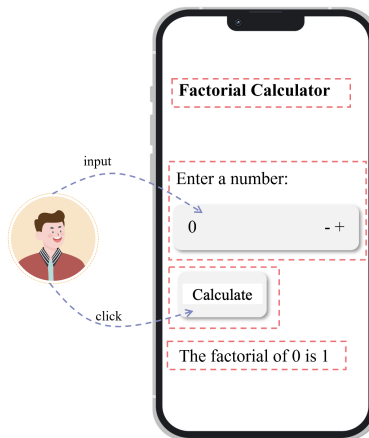 Factorial Calculator
input
Enter a number:
0 - +
Calculate
click
The factorial of 0 is 1